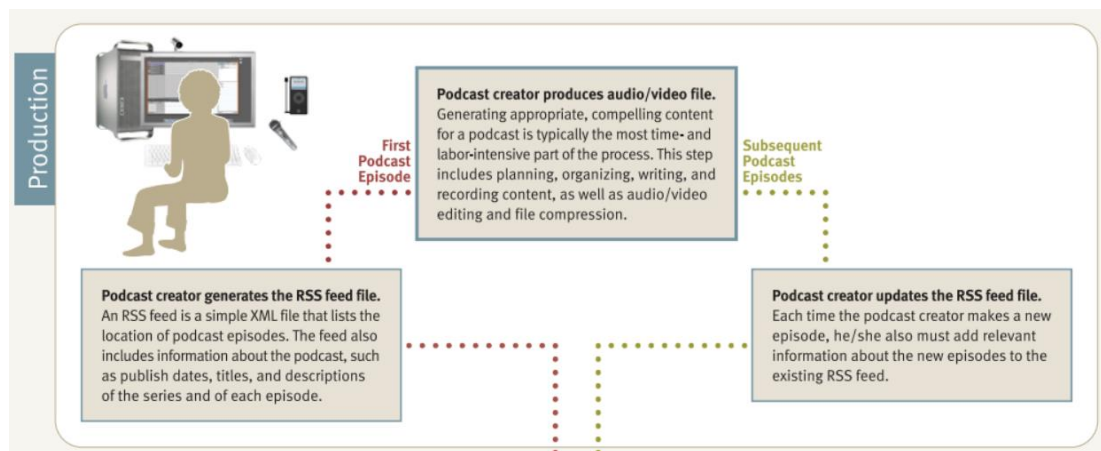 Production
Podcast creator produces audio/video file.
Generating appropriate, compelling content
for a podcast is typically the most time- and
labor-intensive part of the process. This step
includes planning, organizing, writing, and
recording content, as well as audio/video
editing and file compression.
First
Podcast
Episode
Subsequent
Podcast
Episodes
Podcast creator generates the RSS feed file.
An RSS feed is a simple XML file that lists the
location of podcast episodes. The feed also
includes information about the podcast, such
as publish dates, titles, and descriptions
of the series and of each episode.
Podcast creator updates the RSS feed file.
Each time the podcast creator makes a new
episode, he/she also must add relevant
information about the new episodes to the
existing RSS feed.